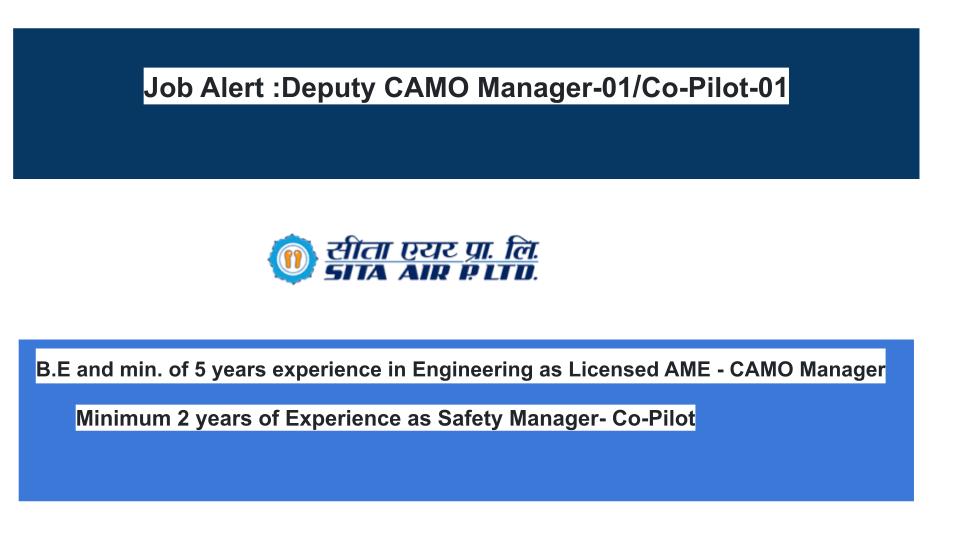 Job Alert :Deputy CAMO Manager-01/Co-Pilot-01
सीता एयर प्रा. लि.
SITA AIR P. LTD.
B.E and min. of 5 years experience in Engineering as Licensed AME - CAMO Manager
Minimum 2 years of Experience as Safety Manager- Co-Pilot